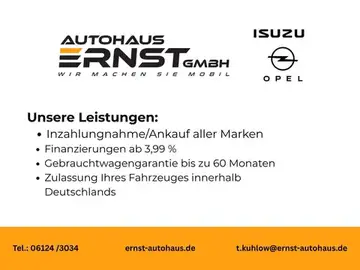 AUTOHAUS
ERNST GMBH
WIR MACHEN SIE MOBIL
ISUZU
OPEL
Unsere Leistungen:
• Inzahlungnahme/Ankauf aller Marken
• Finanzierungen ab 3,99 %
• Gebrauchtwagengarantie bis zu 60 Monaten
• Zulassung Ihres Fahrzeuges innerhalb
Deutschlands
Tel.: 06124 /3034 ernst-autohaus.de t.kuhlow@ernst-autohaus.de